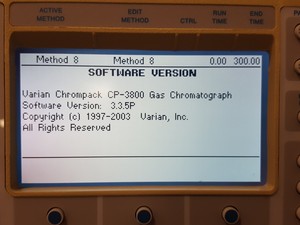 ACTIVE METHOD
EDIT METHOD
CTRL
RUN TIME
END TIME
Method 8 Method 8 0.00 300.00
SOFTWARE VERSION
Varian Chrompack CP-3800 Gas Chromatograph
Software Version: 3.3.5P
Copyright (c) 1997-2003 Varian, Inc.
All Rights Reserved